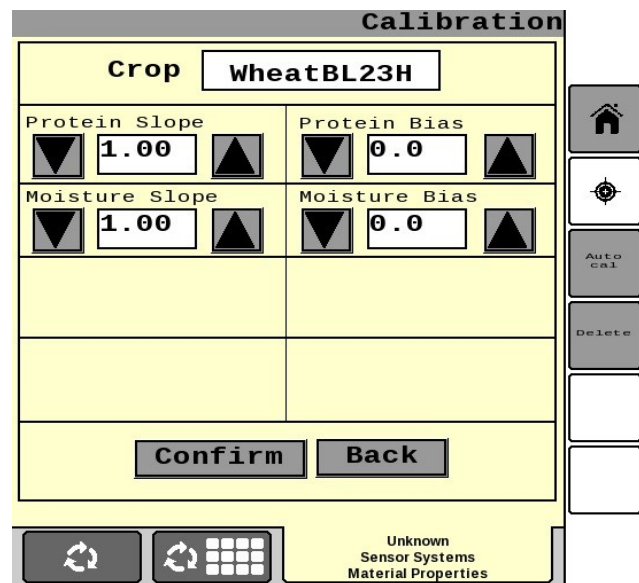 Calibration
Crop WheatBL23H
Protein Slope
1.00
Protein Bias
0.0
Moisture Slope
1.00
Moisture Bias
0.0
Confirm Back
Auto
cal
Delete
Unknown
Sensor Systems
Material Properties